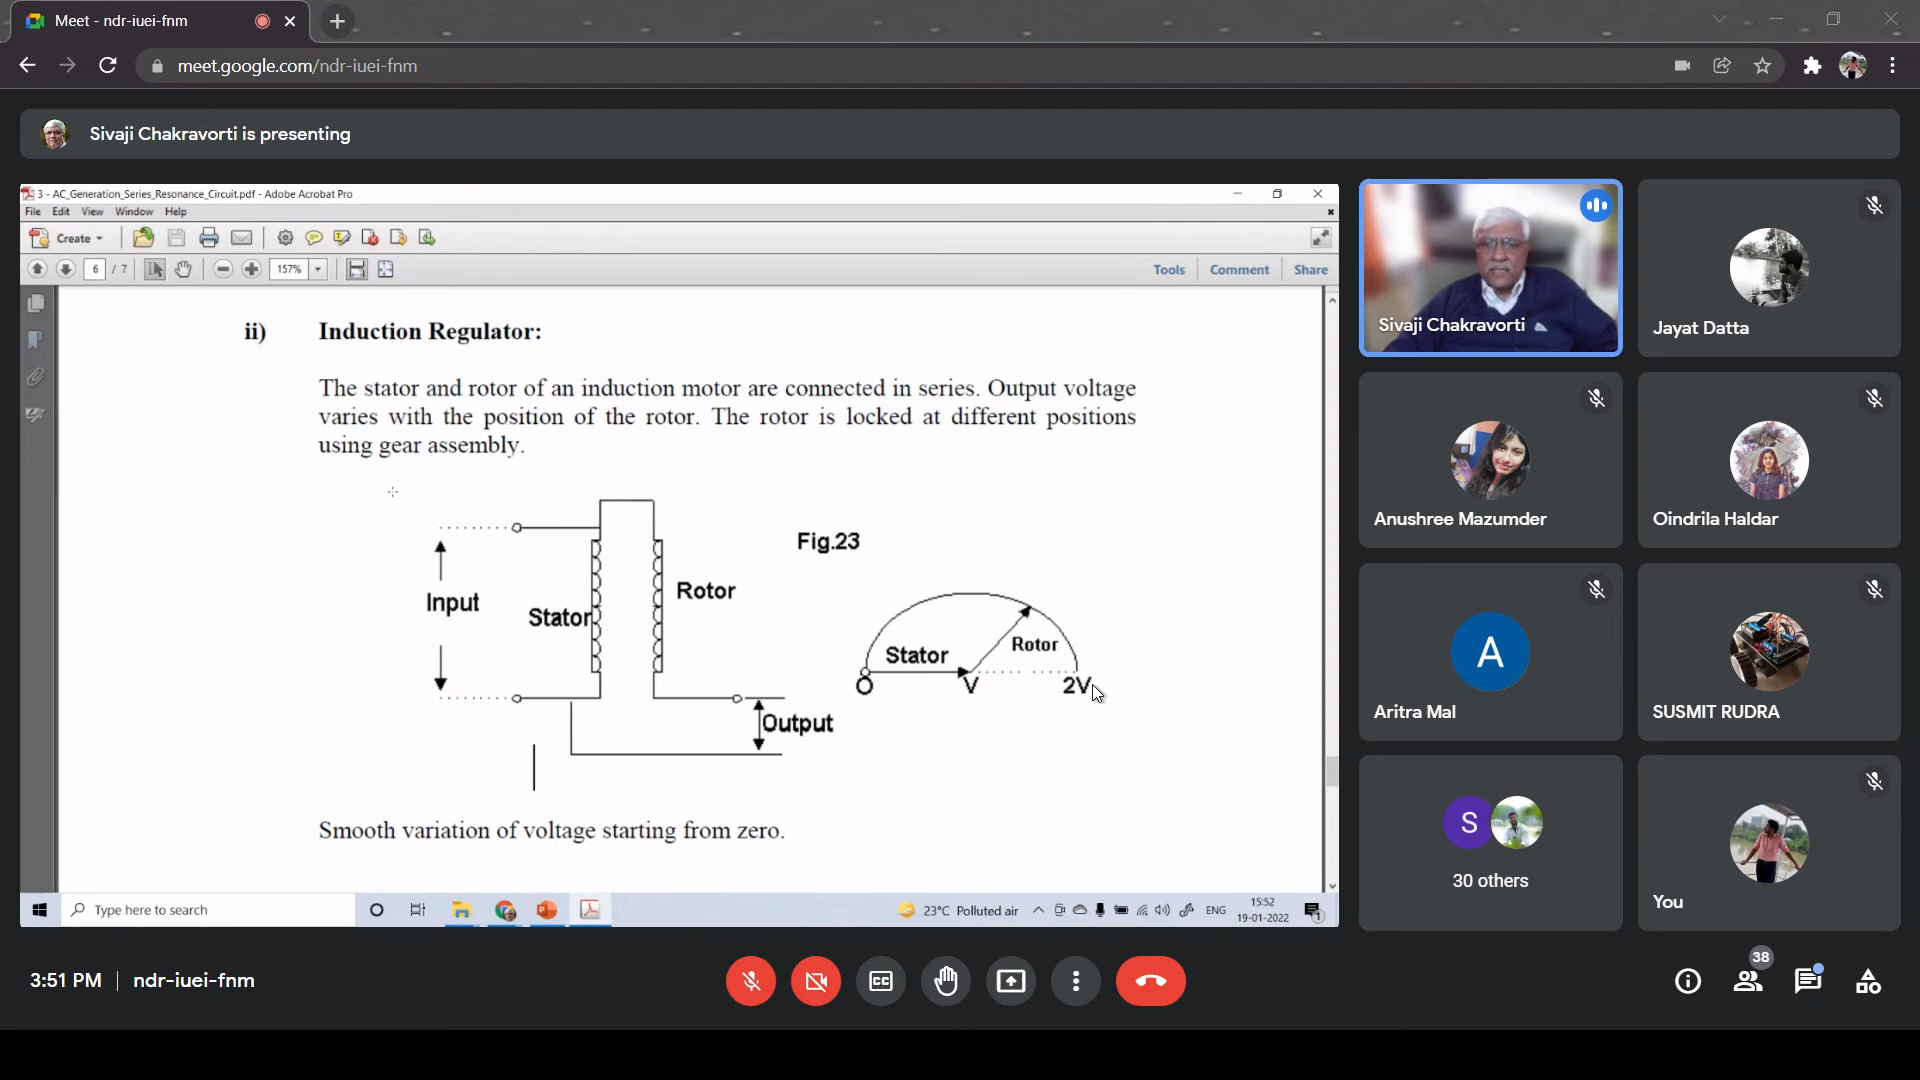 Meet - ndr-iuei-fnm
meet.google.com/ndr-iuei-fnm
Sivaji Chakravorti is presenting
3 - AC_Generation_Series_Resonance_Circuit.pdf - Adobe Acrobat Pro
File Edit View Window Help
Create
6 / 7 157% Tools Comment Share
ii) Induction Regulator:
The stator and rotor of an induction motor are connected in series. Output voltage
varies with the position of the rotor. The rotor is locked at different positions
using gear assembly.
Fig.23
Input
Stator
Rotor
Output
Stator
Rotor
O V 2V
Smooth variation of voltage starting from zero.
Type here to search
23°C Polluted air
ENG
15:52
19-01-2022
1
Sivaji Chakravorti
Jayat Datta
Anushree Mazumder
Oindrila Haldar
A
Aritra Mal
SUSMIT RUDRA
S
30 others
You
3:51 PM ndr-iuei-fnm
CC
38